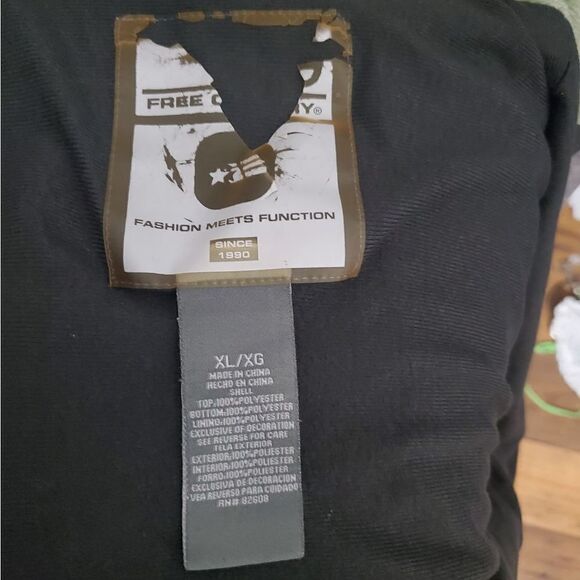 FREE C RY®
FASHION MEETS FUNCTION
SINCE
1990
XL/XG
MADE IN CHINA
HECHO EN CHINA
SHELL
TOP:100%POLYESTER
BOTTOM:100%POLYESTER
LINING:100%POLYESTER
EXCLUSIVE OF DECORATION
SEE REVERSE FOR CARE
TELA EXTERIOR
EXTERIOR:100%POLIESTER
INTERIOR:100%POLIESTER
FORRO:100%POLIESTER
EXCLUSIVA DE DECORACION
VEA REVERSO PARA CUIDADO
RN# 82608